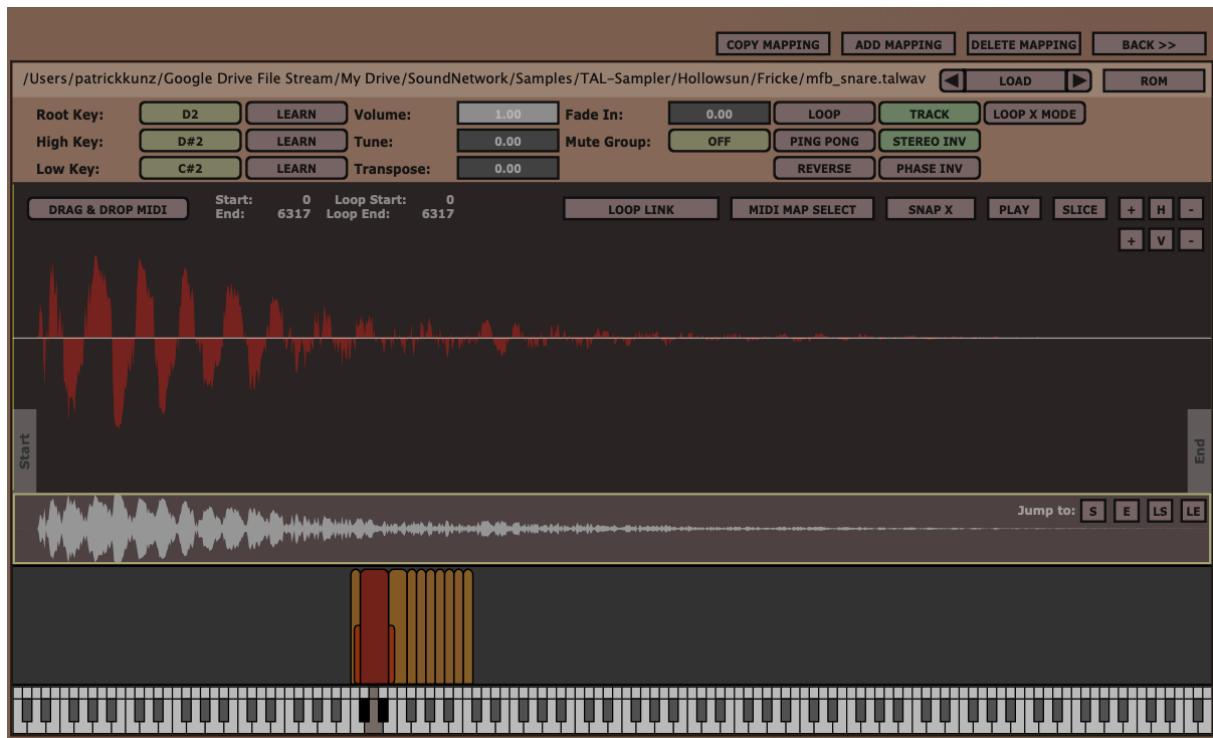 COPY MAPPING ADD MAPPING DELETE MAPPING BACK >>
/Users/patrickkunz/Google Drive File Stream/My Drive/SoundNetwork/Samples/TAL-Sampler/Hollowsun/Fricke/mfb_snare.talwav LOAD ROM
Root Key: D2 LEARN Volume: 1.00 Fade In: 0.00 LOOP TRACK LOOP X MODE
High Key: D#2 LEARN Tune: 0.00 Mute Group: OFF PING PONG STEREO INV
Low Key: C#2 LEARN Transpose: 0.00 REVERSE PHASE INV
DRAG & DROP MIDI Start: 0 Loop Start: 0 LOOP LINK MIDI MAP SELECT SNAP X PLAY SLICE + H -
End: 6317 Loop End: 6317
+ V -
Start End
Jump to: S E LS LE